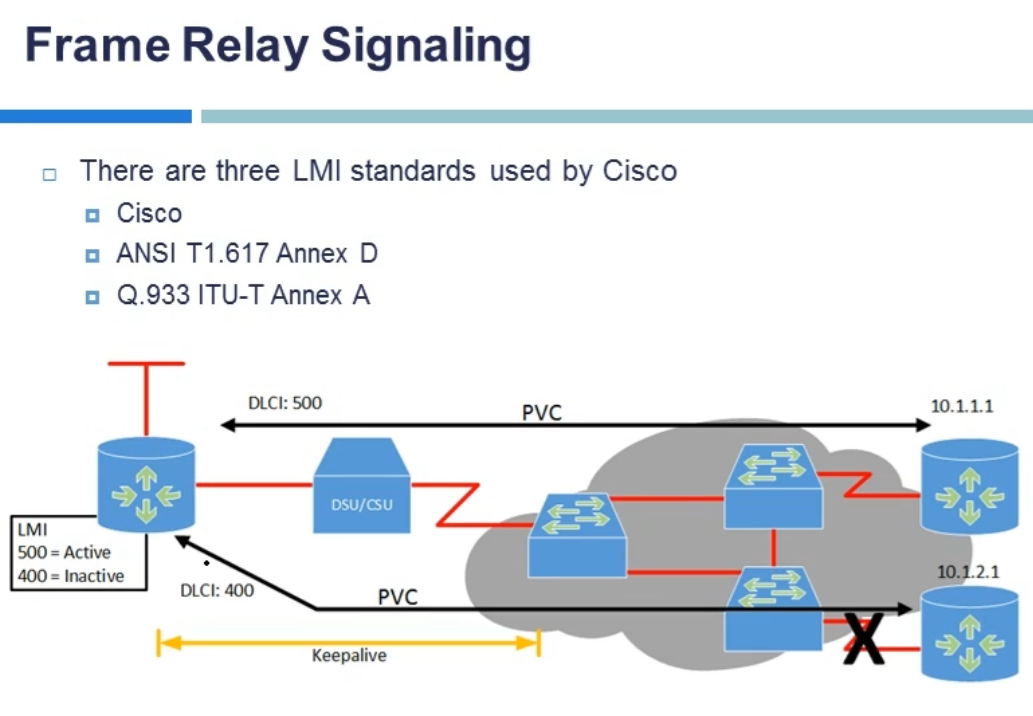 Frame Relay Signaling
There are three LMI standards used by Cisco
Cisco
ANSI T1.617 Annex D
Q.933 ITU-T Annex A
DLCI: 500
PVC
10.1.1.1
DSU/CSU
LMI
500 = Active
400 = Inactive
DLCI: 400
PVC
10.1.2.1
X
Keepalive